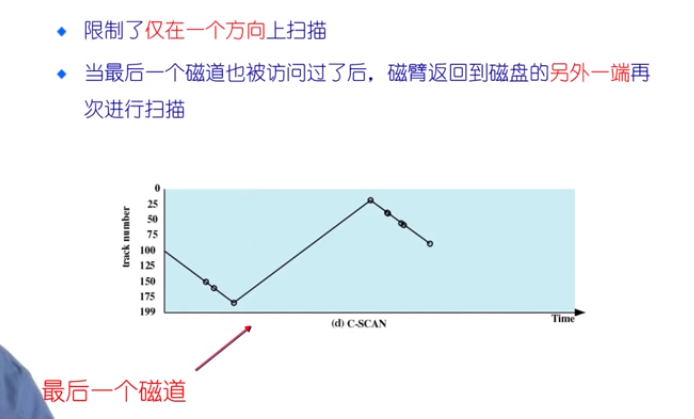 限制了仅在一个方向上扫描
当最后一个磁道也被访问过了后，磁臂返回到磁盘的另外一端再
次进行扫描
track number
0
25
50
75
100
125
150
175
199
Time
(d) C-SCAN
最后一个磁道